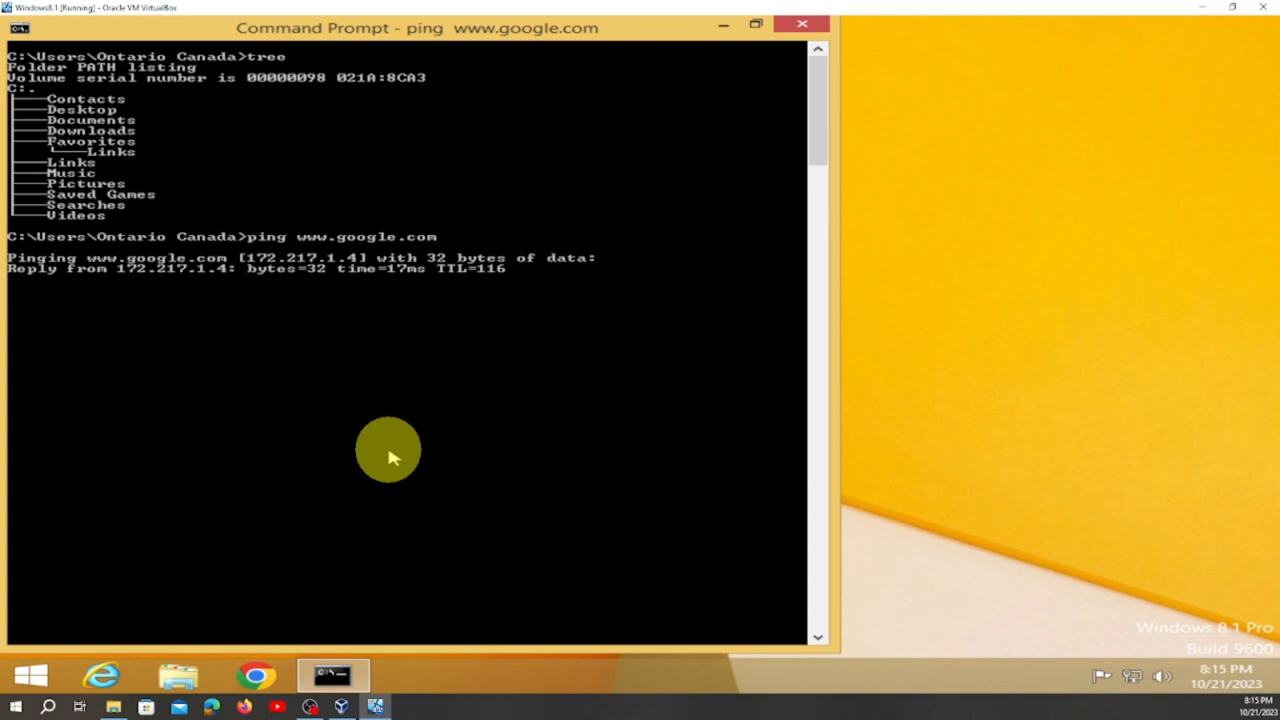 Windows8.1 [Running] - Oracle VM VirtualBox
Command Prompt - ping  www.google.com
C:\Users\Ontario Canada>tree
Folder PATH listing
Volume serial number is 00000098 021A:8CA3
C:.
├───Contacts
├───Desktop
├───Documents
├───Downloads
├───Favorites
│   └───Links
├───Links
├───Music
├───Pictures
├───Saved Games
├───Searches
└───Videos
C:\Users\Ontario Canada>ping www.google.com
Pinging www.google.com [172.217.1.4] with 32 bytes of data:
Reply from 172.217.1.4: bytes=32 time=17ms TTL=116
Windows 8.1 Pro
Build 9600
8:15 PM
10/21/2023
8:15 PM
10/21/2023